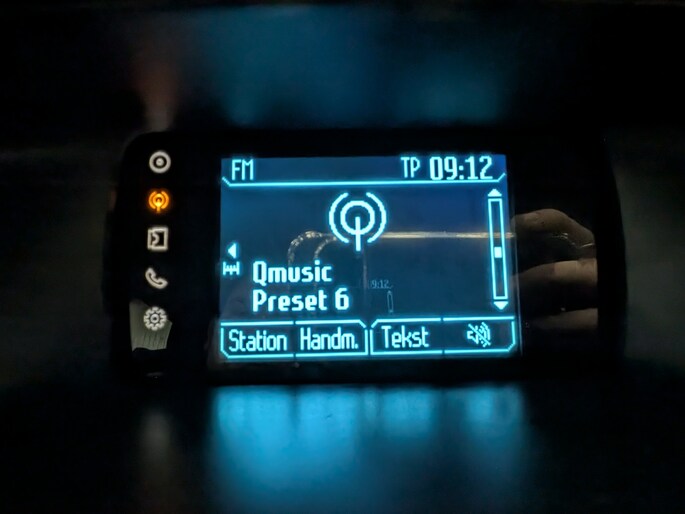 FM TP 09:12
Qmusic
Preset 6
Station Handm. Tekst